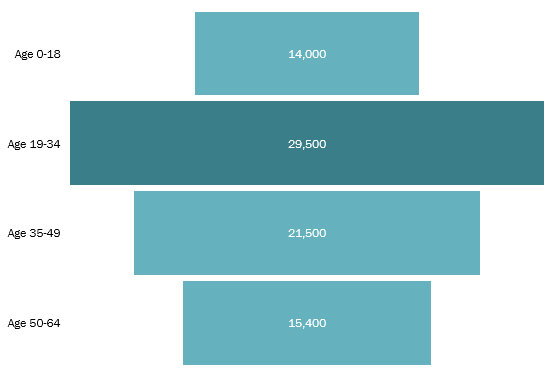 Age 0-18
14,000
Age 19-34
29,500
Age 35-49
21,500
Age 50-64
15,400